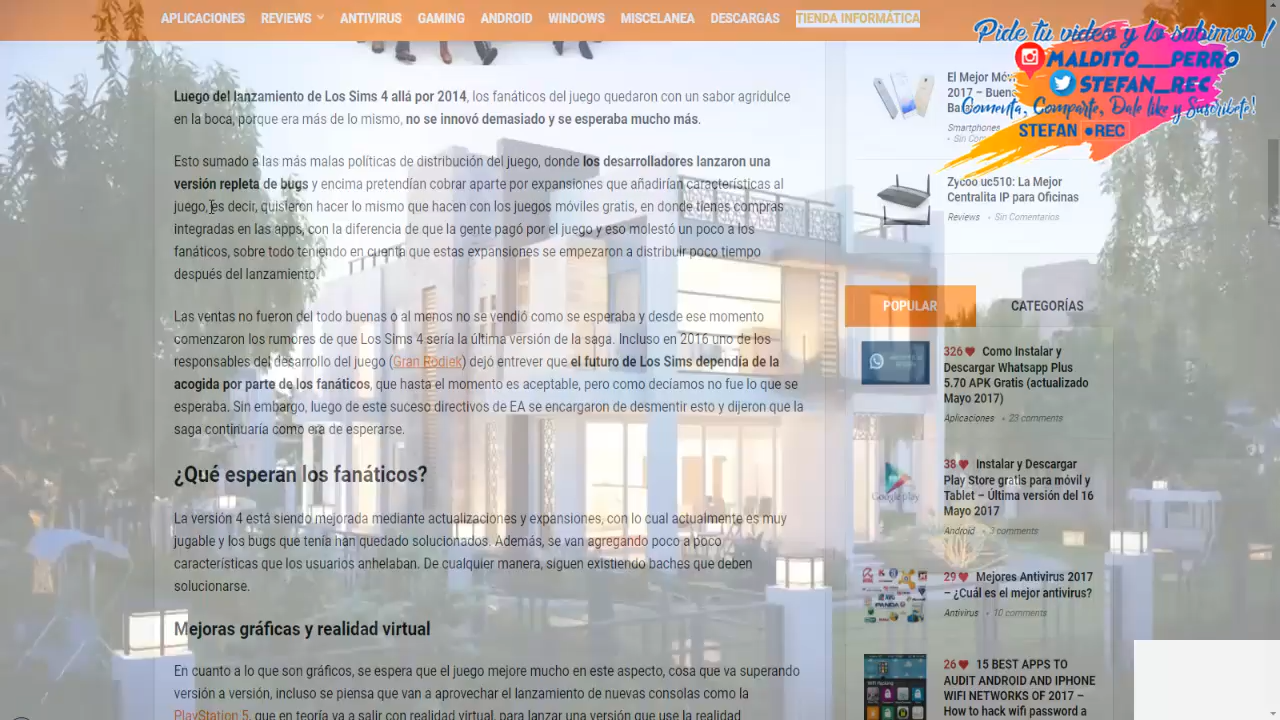 APLICACIONES REVIEWS ANTIVIRUS GAMING ANDROID WINDOWS MISCELANEA DESCARGAS TIENDA INFORMÁTICA
Pide tu video y lo subimos !
MALDITO__PERRO
STEFAN_REC
Comenta, Comparte, Dale like y Suscribete!
STEFAN REC
Luego del lanzamiento de Los Sims 4 allá por 2014, los fanáticos del juego quedaron con un sabor agridulce
en la boca, porque era más de lo mismo, no se innovó demasiado y se esperaba mucho más.
Esto sumado a las más malas políticas de distribución del juego, donde los desarrolladores lanzaron una
versión repleta de bugs y encima pretendían cobrar aparte por expansiones que añadirían características al
juego, es decir, quisieron hacer lo mismo que hacen con los juegos móviles gratis, en donde tienes compras
integradas en las apps, con la diferencia de que la gente pagó por el juego y eso molestó un poco a los
fanáticos, sobre todo teniendo en cuenta que estas expansiones se empezaron a distribuir poco tiempo
después del lanzamiento.
Las ventas no fueron del todo buenas o al menos no se vendió como se esperaba y desde ese momento
comenzaron los rumores de que Los Sims 4 sería la última versión de la saga. Incluso en 2016 uno de los
responsables del desarrollo del juego (Gran Rodiek) dejó entrever que el futuro de Los Sims dependía de la
acogida por parte de los fanáticos, que hasta el momento es aceptable, pero como decíamos no fue lo que se
esperaba. Sin embargo, luego de este suceso directivos de EA se encargaron de desmentir esto y dijeron que la
saga continuaría como era de esperarse.
¿Qué esperan los fanáticos?
La versión 4 está siendo mejorada mediante actualizaciones y expansiones, con lo cual actualmente es muy
jugable y los bugs que tenía han quedado solucionados. Además, se van agregando poco a poco
características que los usuarios anhelaban. De cualquier manera, siguen existiendo baches que deben
solucionarse.
Mejoras gráficas y realidad virtual
En cuanto a lo que son gráficos, se espera que el juego mejore mucho en este aspecto, cosa que va superando
versión a versión, incluso se piensa que van a aprovechar el lanzamiento de nuevas consolas como la
PlayStation 5, que en teoría va a salir con realidad virtual, para lanzar una versión que use la realidad
El Mejor
2017 –
Smartphones
Sin
Zycoo uc510: La Mejor
Centralita IP para Oficinas
Reviews Sin Comentarios
POPULAR CATEGORÍAS
326 Como Instalar y
Descargar Whatsapp Plus
5.70 APK Gratis (actualizado
Mayo 2017)
Aplicaciones 23 comments
Google play
38 Instalar y Descargar
Play Store gratis para móvil y
Tablet – Última versión del 16
Mayo 2017
Android 3 comments
29 Mejores Antivirus 2017
– ¿Cuál es el mejor antivirus?
Antivirus 10 comments
26 15 BEST APPS TO
AUDIT ANDROID AND IPHONE
WIFI NETWORKS OF 2017 –
How to hack wifi password a